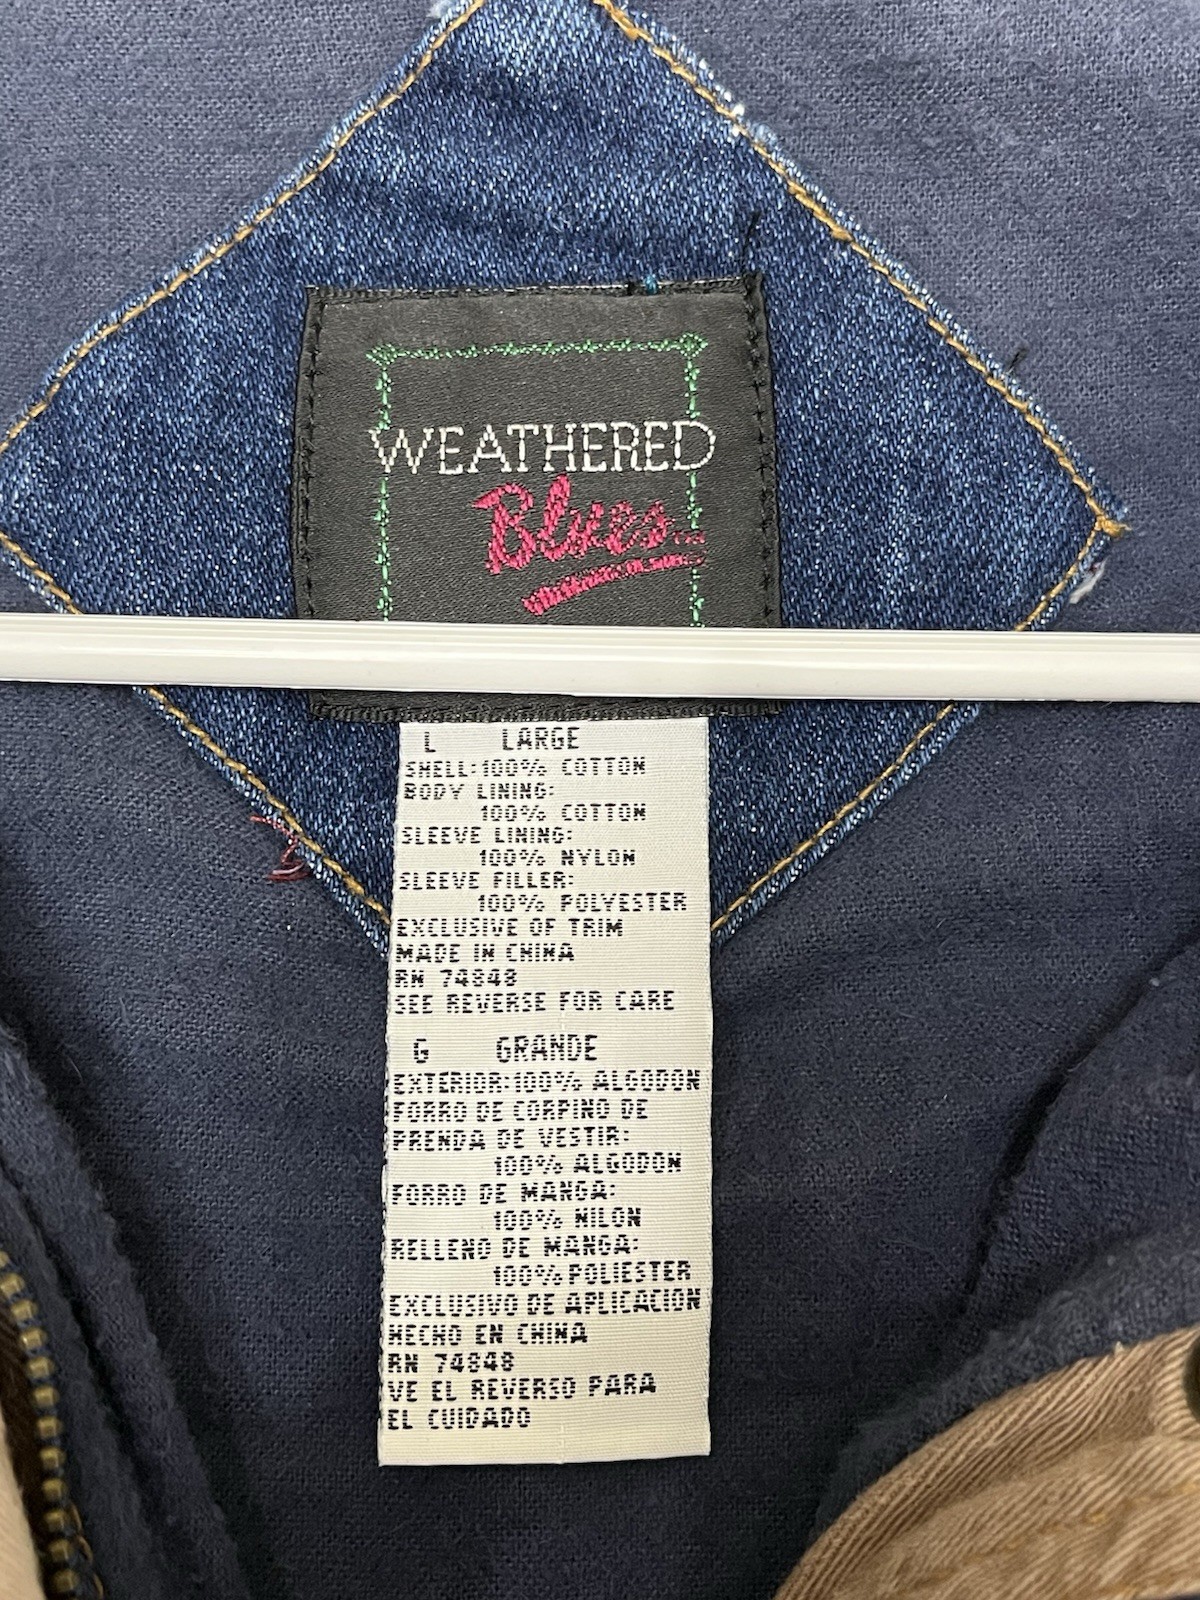 WEATHERED
Blues
L LARGE
SHELL: 100% COTTON
BODY LINING:
100% COTTON
SLEEVE LINING:
100% NYLON
SLEEVE FILLER:
100% POLYESTER
EXCLUSIVE OF TRIM
MADE IN CHINA
RN 74848
SEE REVERSE FOR CARE
G GRANDE
EXTERIOR: 100% ALGODON
FORRO DE CORPINO DE
PRENDA DE VESTIR:
100% ALGODON
FORRO DE MANGA:
100% NILON
RELLENO DE MANGA:
100% POLIESTER
EXCLUSIVO DE APLICACION
HECHO EN CHINA
RN 74848
VE EL REVERSO PARA
EL CUIDADO